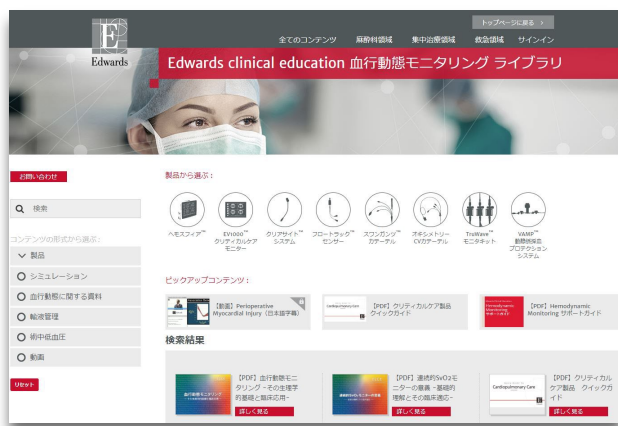 トップページに戻る >
全てのコンテンツ 麻酔科領域 集中治療領域 救急領域 サインイン
E
Edwards
Edwards clinical education 血行動態モニタリング ライブラリ
お問い合わせ
製品から選ぶ：
検索
コンテンツの形式から選ぶ：
製品
シミュレーション
血行動態に関する資料
輸液管理
術中低血圧
動画
リセット
ヘモスフィア™
EV1000™
クリティカルケア
モニター
クリアサイト™
システム
フロートラック™
センサー
スワンガンツ™
カテーテル
オキシメトリー
CVカテーテル
TruWave™
モニタキット
VAMP™
動脈採血
プロテクション
システム
ピックアップコンテンツ：
【動画】Perioperative
Myocardial Injury（日本語字幕）
[PDF] クリティカルケア製品
クイックガイド
[PDF] Hemodynamic
Monitoring サポートガイド
検索結果
[PDF] 血行動態モニ
タリング -その生理学
的基礎と臨床応用-
詳しく見る
[PDF] 連続的SvO2モ
ニターの意義 -基礎的
理解とその臨床適応-
詳しく見る
Cardiopulmonary Care
[PDF] クリティカル
ケア製品 クイックガ
イド
詳しく見る